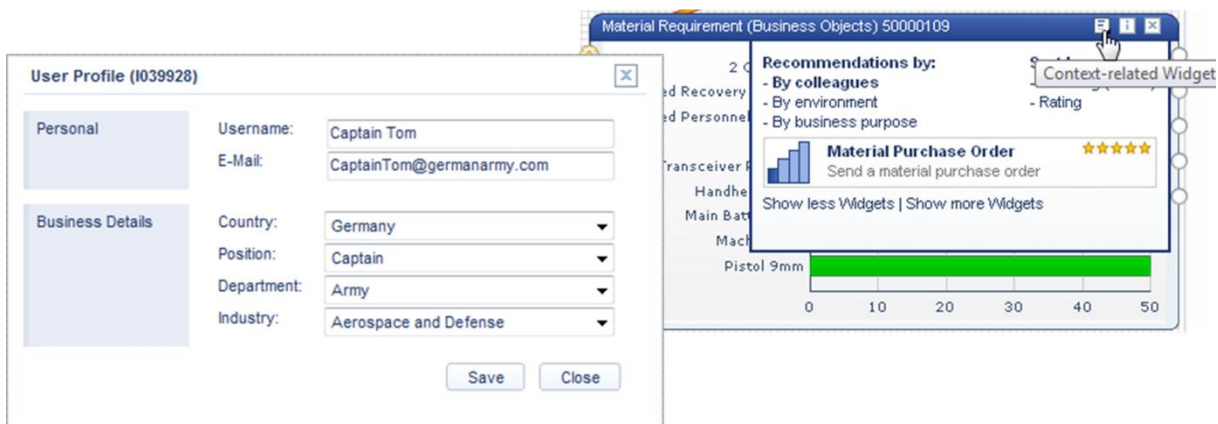 User Profile (I039928)
Personal
Username: Captain Tom
E-Mail: CaptainTom@germanarmy.com
Business Details
Country: Germany
Position: Captain
Department: Army
Industry: Aerospace and Defense
Save Close
Material Requirement (Business Objects) 50000109
Context-related Widget
Recommendations by:
- By colleagues
- By environment
- By business purpose
- Rating
Material Purchase Order
Send a material purchase order
Show less Widgets | Show more Widgets
2
ed Recovery
ed Personnel
ransceiver
Handhe
Main Bat
Mach
Pistol 9mm
0 10 20 30 40 50